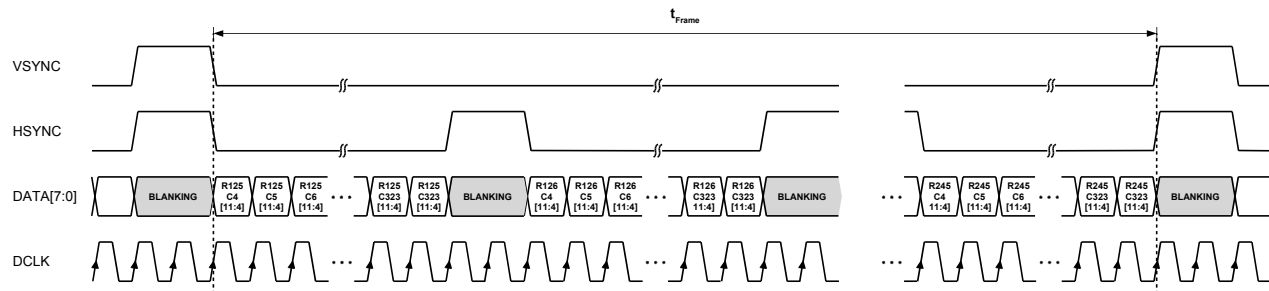 t_Frame
VSYNC
HSYNC
DATA[7:0]
BLANKING
R125
C4
[11:4]
R125
C5
[11:4]
R125
C6
[11:4]
R125
C323
[11:4]
R125
C323
[11:4]
BLANKING
R126
C4
11:4]
R126
C5
[11:4]
R126
C6
[11:4]
R126
C323
11:4]
R126
C323
[11:4]
BLANKING
R245
C4
11:4]
R245
C5
[11:4]
R245
C6
[11:4]
R245
C323
[11:4]
R245
C323
[11:4]
BLANKING
DCLK